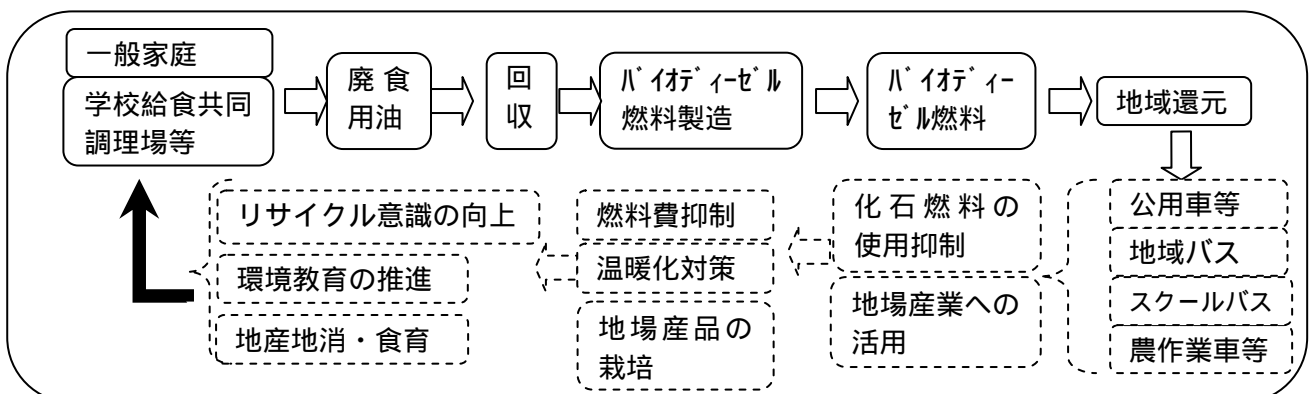 一般家庭
学校給食共同
調理場等
廃食
用油
回
収
ﾊﾞｲｵﾃﾞｨｰｾﾞﾙ
燃料製造
ﾊﾞｲｵﾃﾞｨｰ
ｾﾞﾙ燃料
地域還元
公用車等
地域バス
スクールバス
農作業車等
化石燃料の
使用抑制
地場産業への
活用
燃料費抑制
温暖化対策
地場産品の
栽培
リサイクル意識の向上
環境教育の推進
地産地消・食育